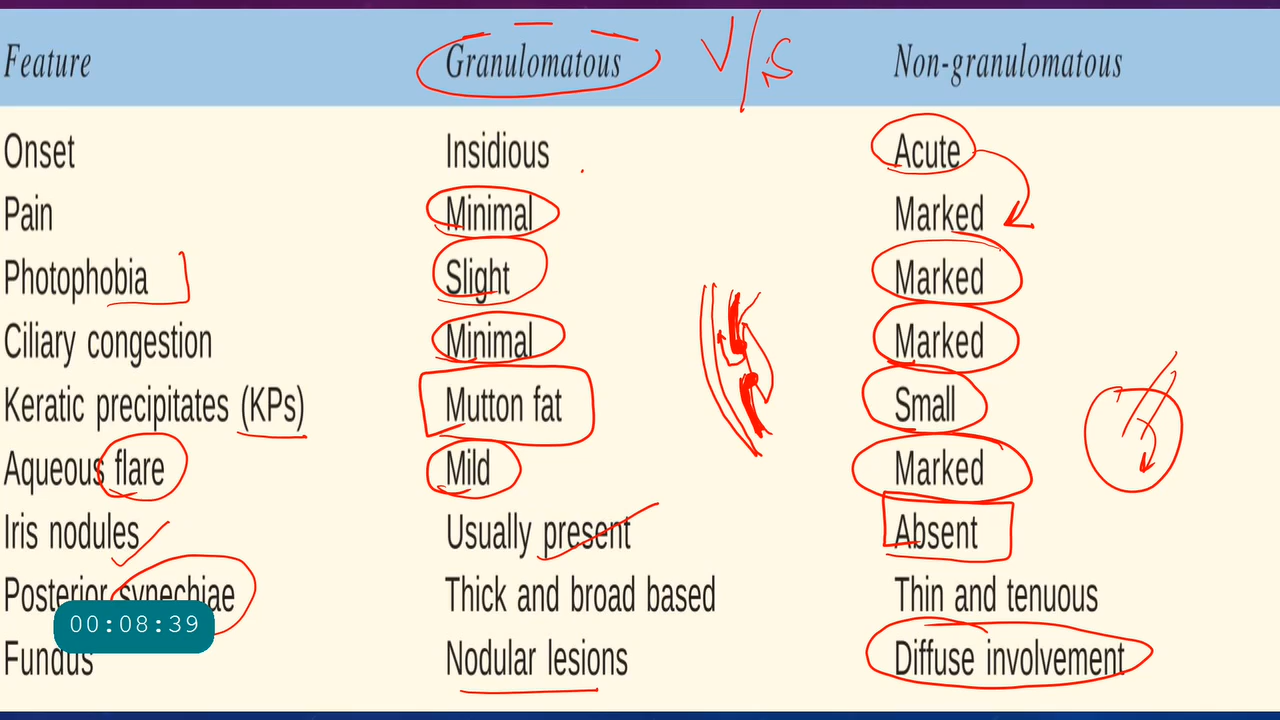 Feature Granulomatous V/S Non-granulomatous
Onset Insidious Acute
Pain Minimal Marked
Photophobia Slight Marked
Ciliary congestion Minimal Marked
Keratic precipitates (KPs) Mutton fat Small
Aqueous flare Mild Marked
Iris nodules Usually present Absent
Posterior synechiae Thick and broad based Thin and tenuous
00:08:39
Fundus Nodular lesions Diffuse involvement